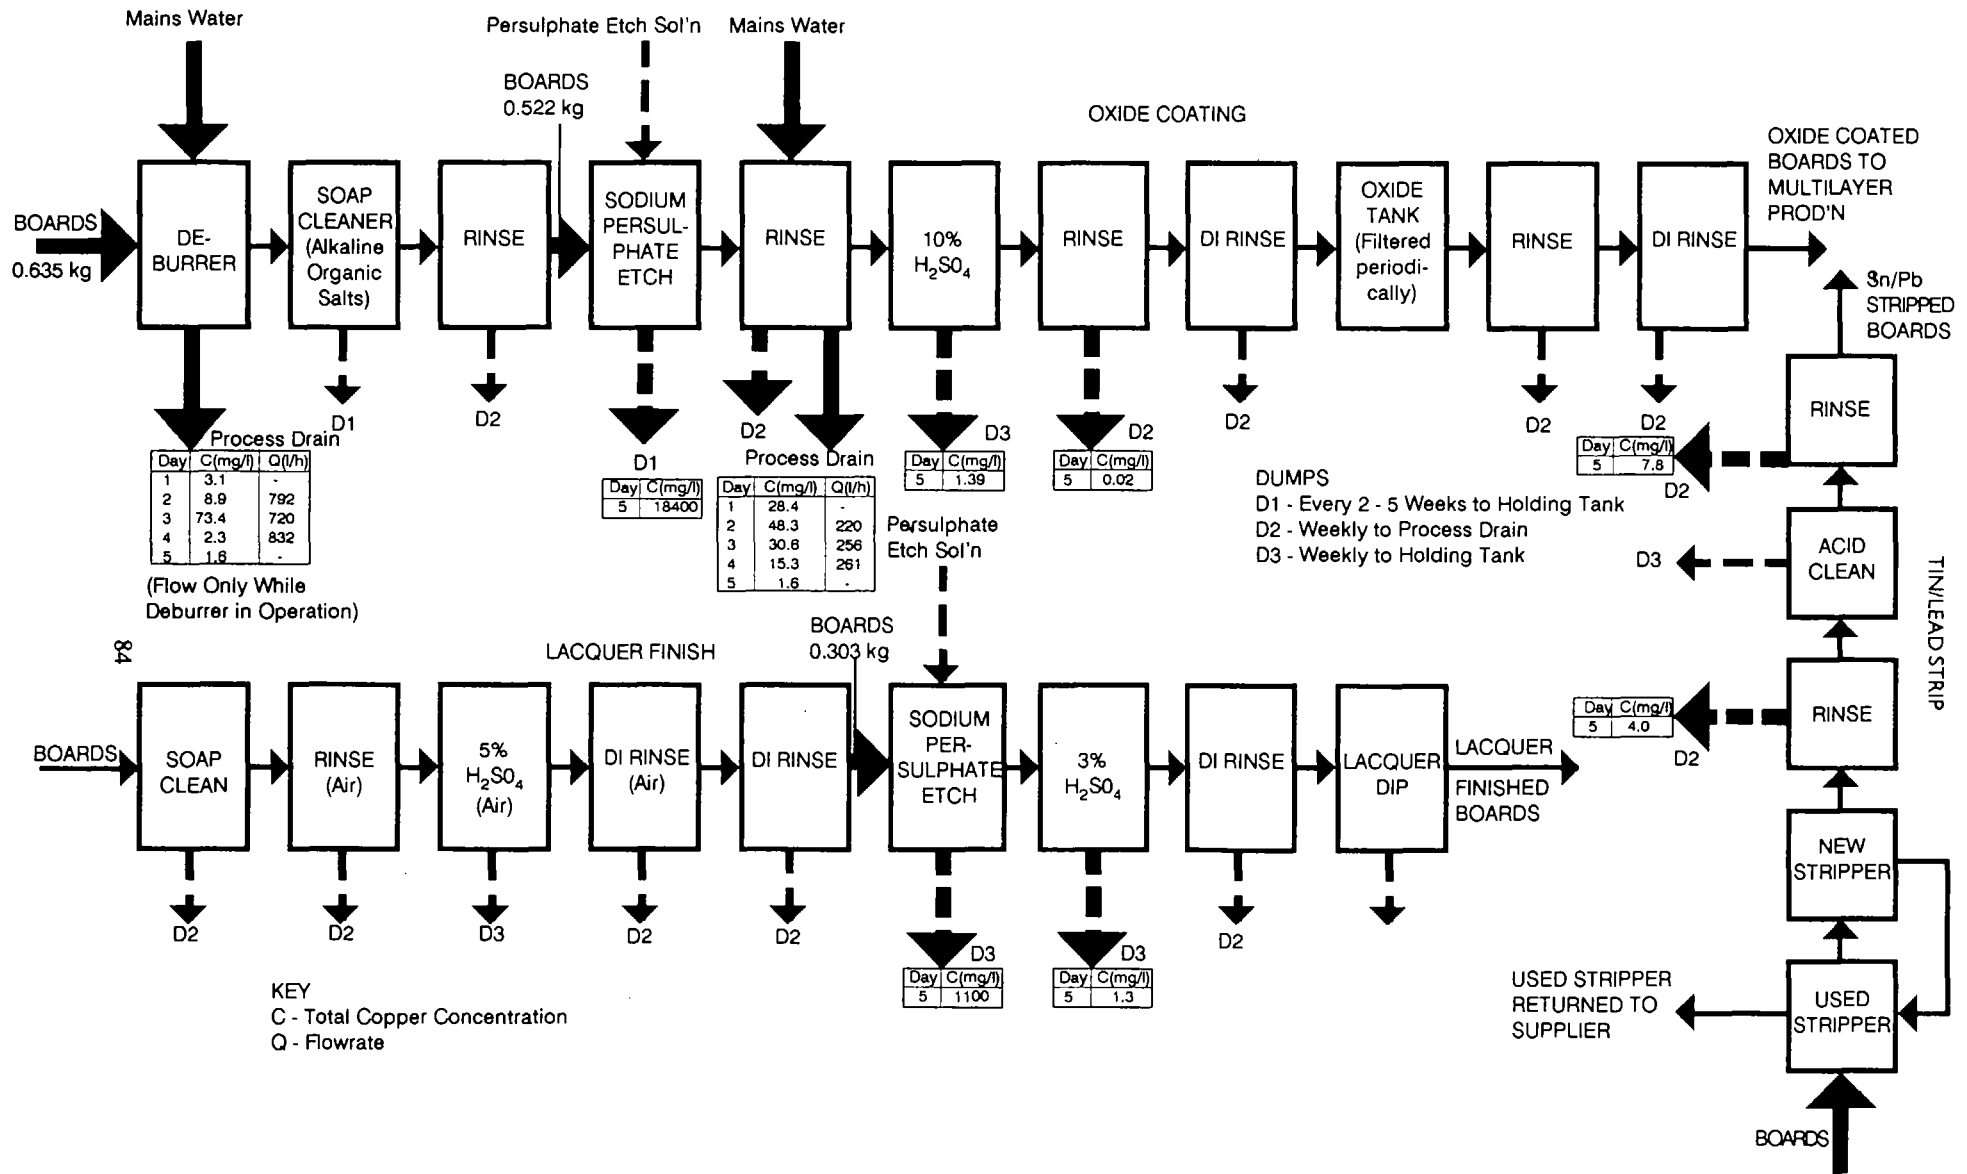 Mains Water
Persulphate Etch Sol'n
Mains Water
BOARDS
0.522 kg
OXIDE COATING
BOARDS
0.635 kg
DE-
BURRER
SOAP
CLEANER
(Alkaline
Organic
Salts)
RINSE
SODIUM
PERSUL-
PHATE
ETCH
RINSE
10%
H2SO4
RINSE
DI RINSE
OXIDE
TANK
(Filtered
periodi-
cally)
RINSE
DI RINSE
OXIDE COATED
BOARDS TO
MULTILAYER
PROD'N
Process Drain
Day C(mg/l) Q(l/h)
1 3.1 -
2 8.9 792
3 73.4 720
4 2.3 832
5 1.6 -
(Flow Only While
Deburrer in Operation)
D1
D2
D1
Day C(mg/l)
5 18400
D2
Process Drain
Day C(mg/l) Q(l/h)
1 28.4 -
2 48.3 220
3 30.6 256
4 15.3 261
5 1.6 -
D3
Day C(mg/l)
5 1.39
D2
Day C(mg/l)
5 0.02
D2
D2
D2
DUMPS
D1 - Every 2 - 5 Weeks to Holding Tank
D2 - Weekly to Process Drain
D3 - Weekly to Holding Tank
Sn/Pb
STRIPPED
BOARDS
RINSE
Day C(mg/l)
5 7.8
D2
ACID
CLEAN
D3
TIN/LEAD STRIP
RINSE
Day C(mg/l)
5 4.0
D2
NEW
STRIPPER
USED
STRIPPER
USED STRIPPER
RETURNED TO
SUPPLIER
BOARDS
84
LACQUER FINISH
Persulphate
Etch Sol'n
BOARDS
0.303 kg
BOARDS
SOAP
CLEAN
RINSE
(Air)
5%
H2SO4
(Air)
DI RINSE
(Air)
DI RINSE
SODIUM
PER-
SULPHATE
ETCH
3%
H2SO4
DI RINSE
LACQUER
DIP
LACQUER
FINISHED
BOARDS
D2
D2
D3
D2
D2
D3
Day C(mg/l)
5 1100
D3
Day C(mg/l)
5 1.3
D2
KEY
C - Total Copper Concentration
Q - Flowrate